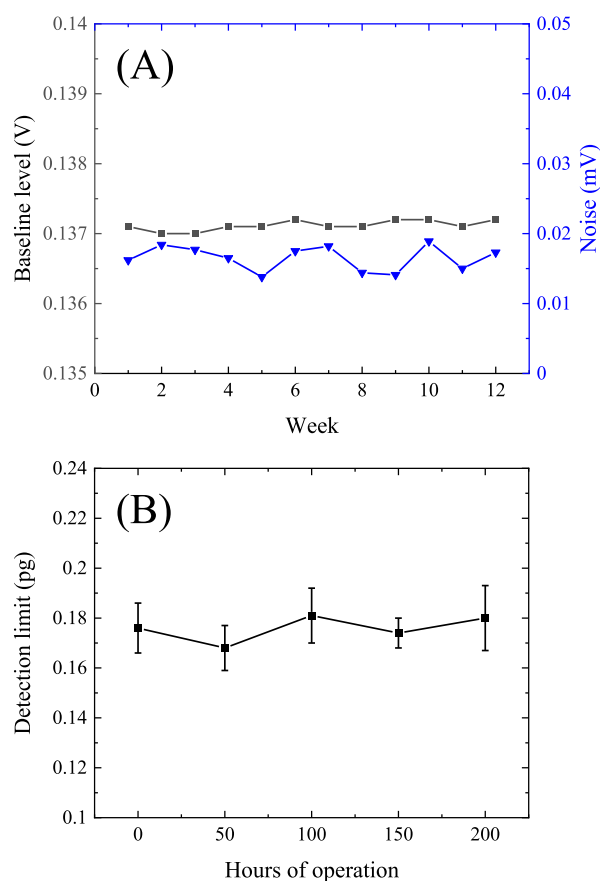 (A)
0.14
0.139
0.138
0.137
0.136
0.135
Baseline level (V)
0.05
0.04
0.03
0.02
0.01
0
Noise (mV)
0 2 4 6 8 10 12
Week
(B)
0.24
0.22
0.2
0.18
0.16
0.14
0.12
0.1
Detection limit (pg)
0 50 100 150 200
Hours of operation